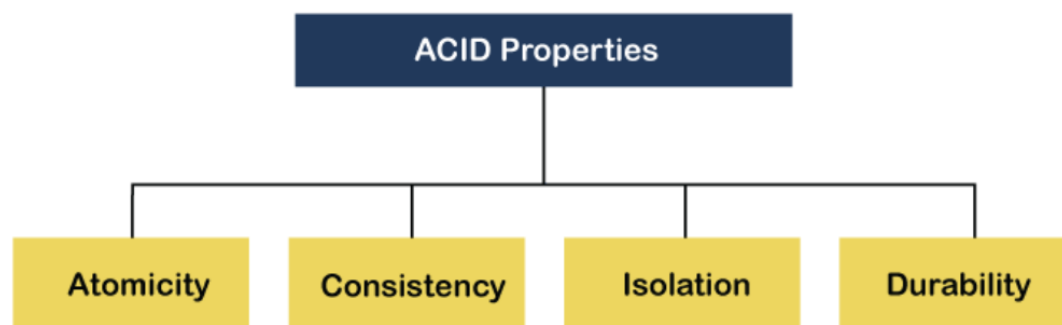 ACID Properties
Atomicity
Consistency
Isolation
Durability